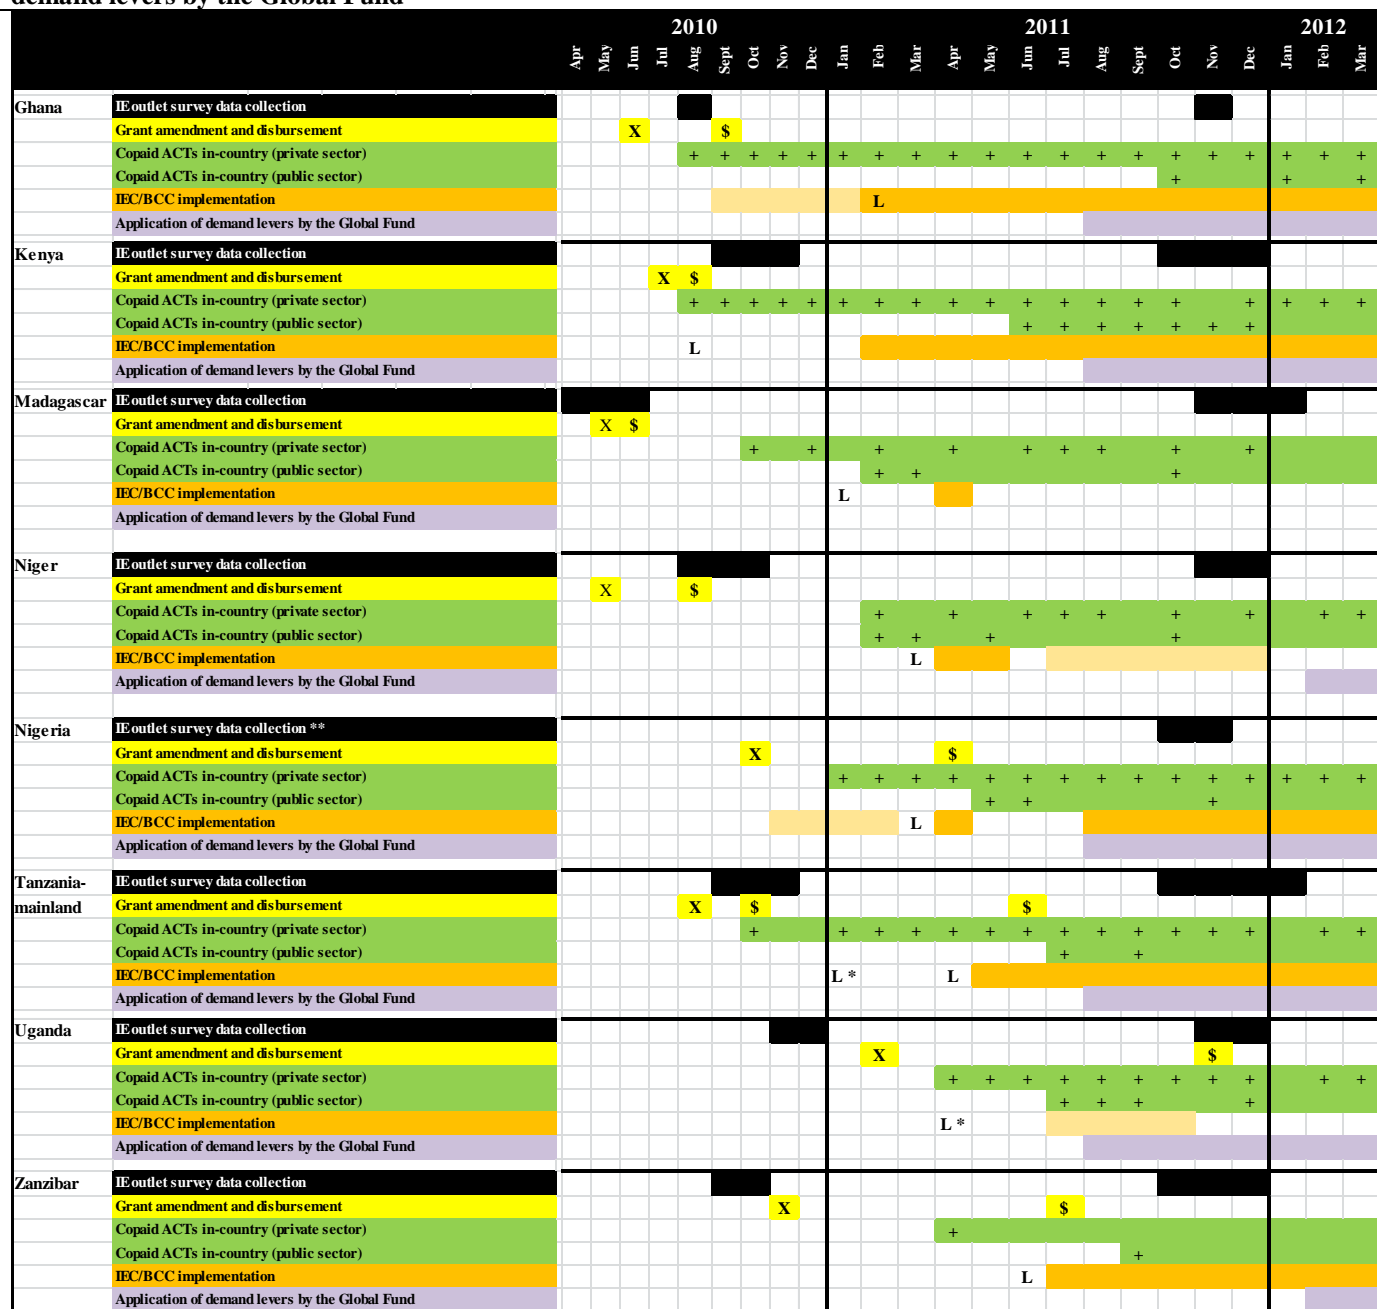 demand levers by the Global Fund
2010 2011 2012
Apr May Jun Jul Aug Sept Oct Nov Dec Jan Feb Mar Apr May Jun Jul Aug Sept Oct Nov Dec Jan Feb Mar
Ghana IE outlet survey data collection
Grant amendment and disbursement X $
Copaid ACTs in-country (private sector) + + + + + + + + + + + + + + + + + + + +
Copaid ACTs in-country (public sector) + + +
IEC/BCC implementation L
Application of demand levers by the Global Fund
Kenya IE outlet survey data collection
Grant amendment and disbursement X $
Copaid ACTs in-country (private sector) + + + + + + + + + + + + + + + + + + +
Copaid ACTs in-country (public sector) + + + + + + +
IEC/BCC implementation L
Application of demand levers by the Global Fund
Madagascar IE outlet survey data collection
Grant amendment and disbursement X $
Copaid ACTs in-country (private sector) + + + + + + + + +
Copaid ACTs in-country (public sector) + + +
IEC/BCC implementation L
Application of demand levers by the Global Fund
Niger IE outlet survey data collection
Grant amendment and disbursement X $
Copaid ACTs in-country (private sector) + + + + + + + + +
Copaid ACTs in-country (public sector) + + + +
IEC/BCC implementation L
Application of demand levers by the Global Fund
Nigeria IE outlet survey data collection **
Grant amendment and disbursement X $
Copaid ACTs in-country (private sector) + + + + + + + + + + + + + + +
Copaid ACTs in-country (public sector) + + +
IEC/BCC implementation L
Application of demand levers by the Global Fund
Tanzania- IE outlet survey data collection
mainland Grant amendment and disbursement X $ $
Copaid ACTs in-country (private sector) + + + + + + + + + + + + + + +
Copaid ACTs in-country (public sector) + +
IEC/BCC implementation L * L
Application of demand levers by the Global Fund
Uganda IE outlet survey data collection
Grant amendment and disbursement X $
Copaid ACTs in-country (private sector) + + + + + + + + + + +
Copaid ACTs in-country (public sector) + + + +
IEC/BCC implementation L *
Application of demand levers by the Global Fund
Zanzibar IE outlet survey data collection
Grant amendment and disbursement X $
Copaid ACTs in-country (private sector) +
Copaid ACTs in-country (public sector) +
IEC/BCC implementation L
Application of demand levers by the Global Fund